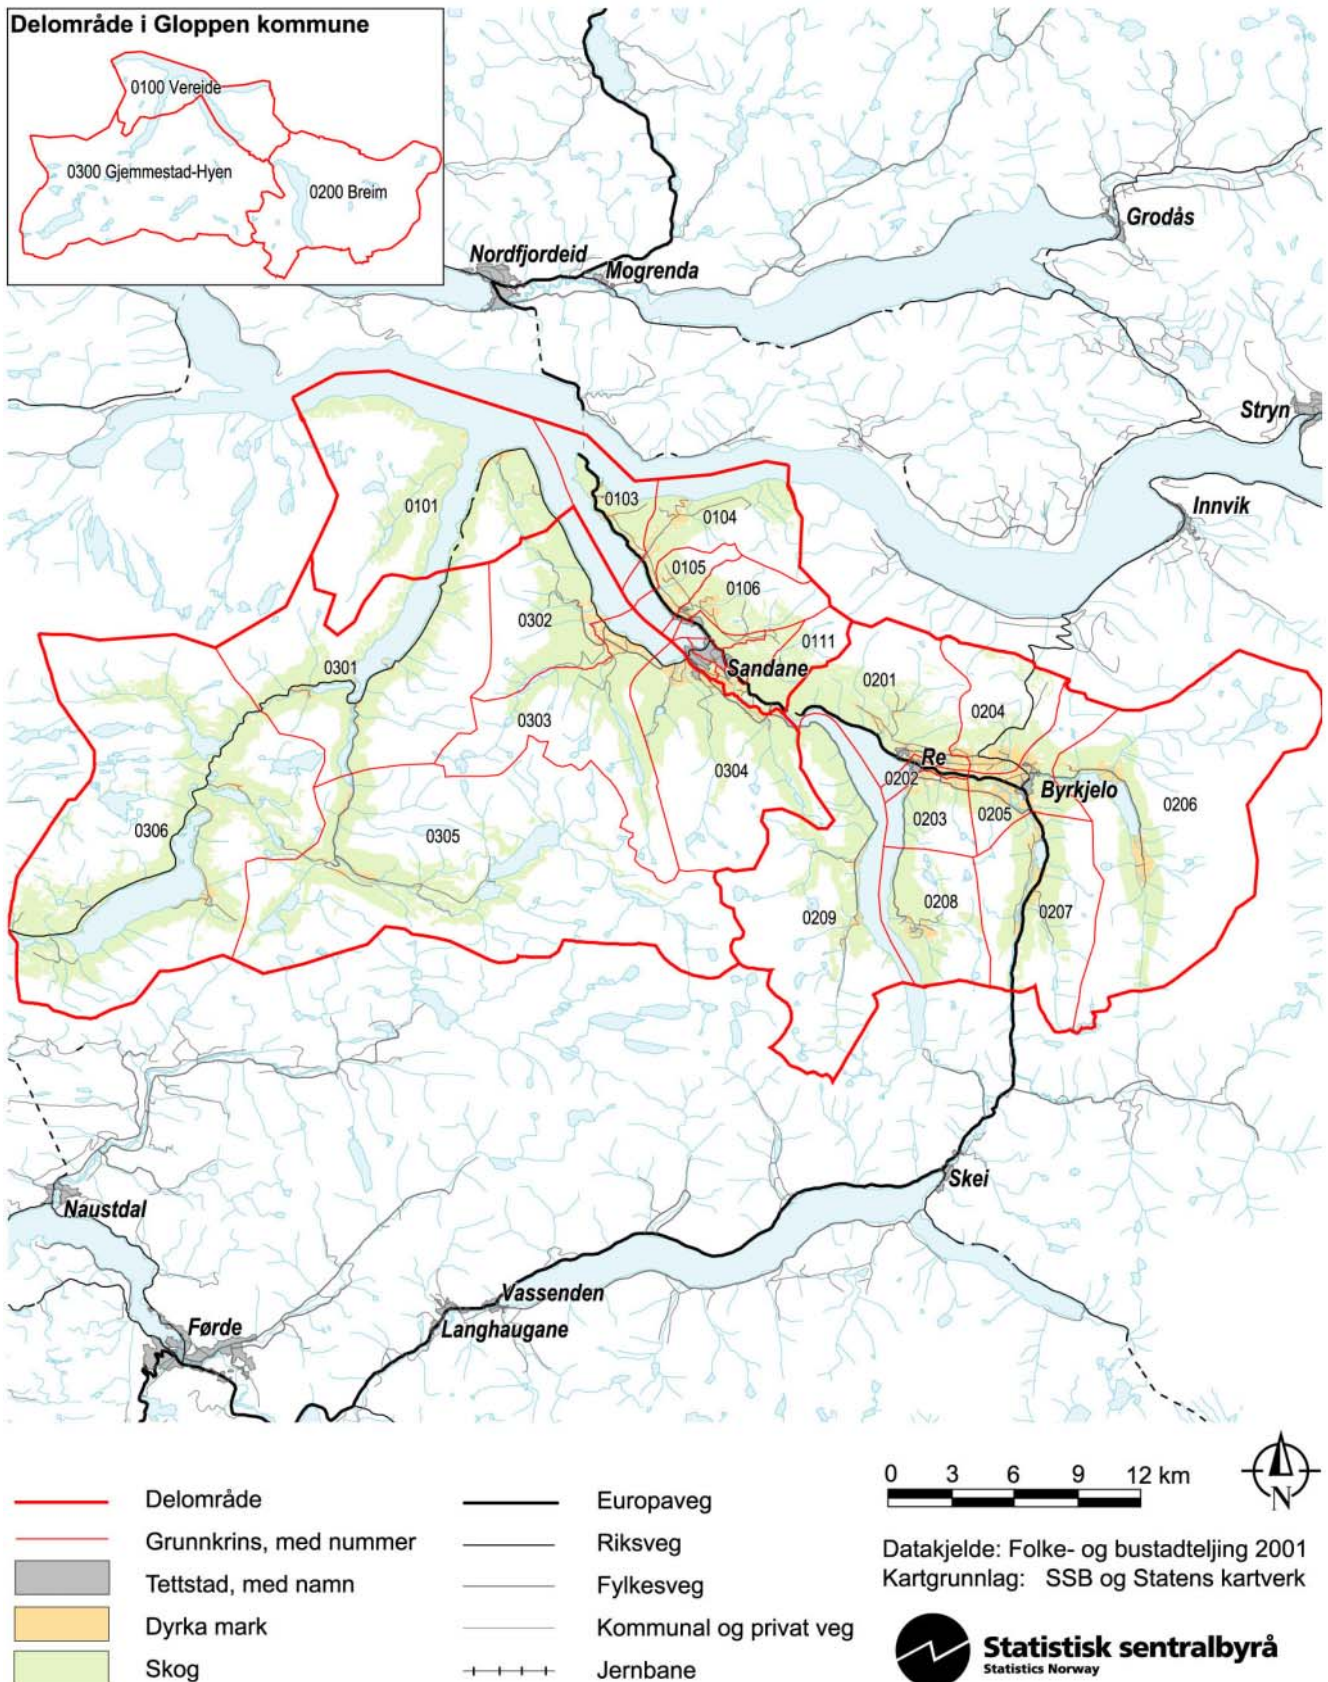 Delområde i Gloppen kommune
0100 Vereide
0300 Gjemmestad-Hyen
0200 Breim
Grodås
Nordfjordeid
Mogrenda
Stryn
Innvik
0101
0103
0104
0105
0106
0302
0111
Sandane
0301
0201
0204
0303
0304
Re
0202
Byrkjelo
0206
0306
0305
0203
0205
0209
0208
0207
Skei
Naustdal
Vassenden
Langhaugane
Førde
0 3 6 9 12 km
N
Delområde
Grunnkrins, med nummer
Tettstad, med namn
Dyrka mark
Skog
Europaveg
Riksveg
Fylkesveg
Kommunal og privat veg
Jernbane
Datakjelde: Folke- og bustadteljing 2001
Kartgrunnlag: SSB og Statens kartverk
Statistisk sentralbyrå
Statistics Norway